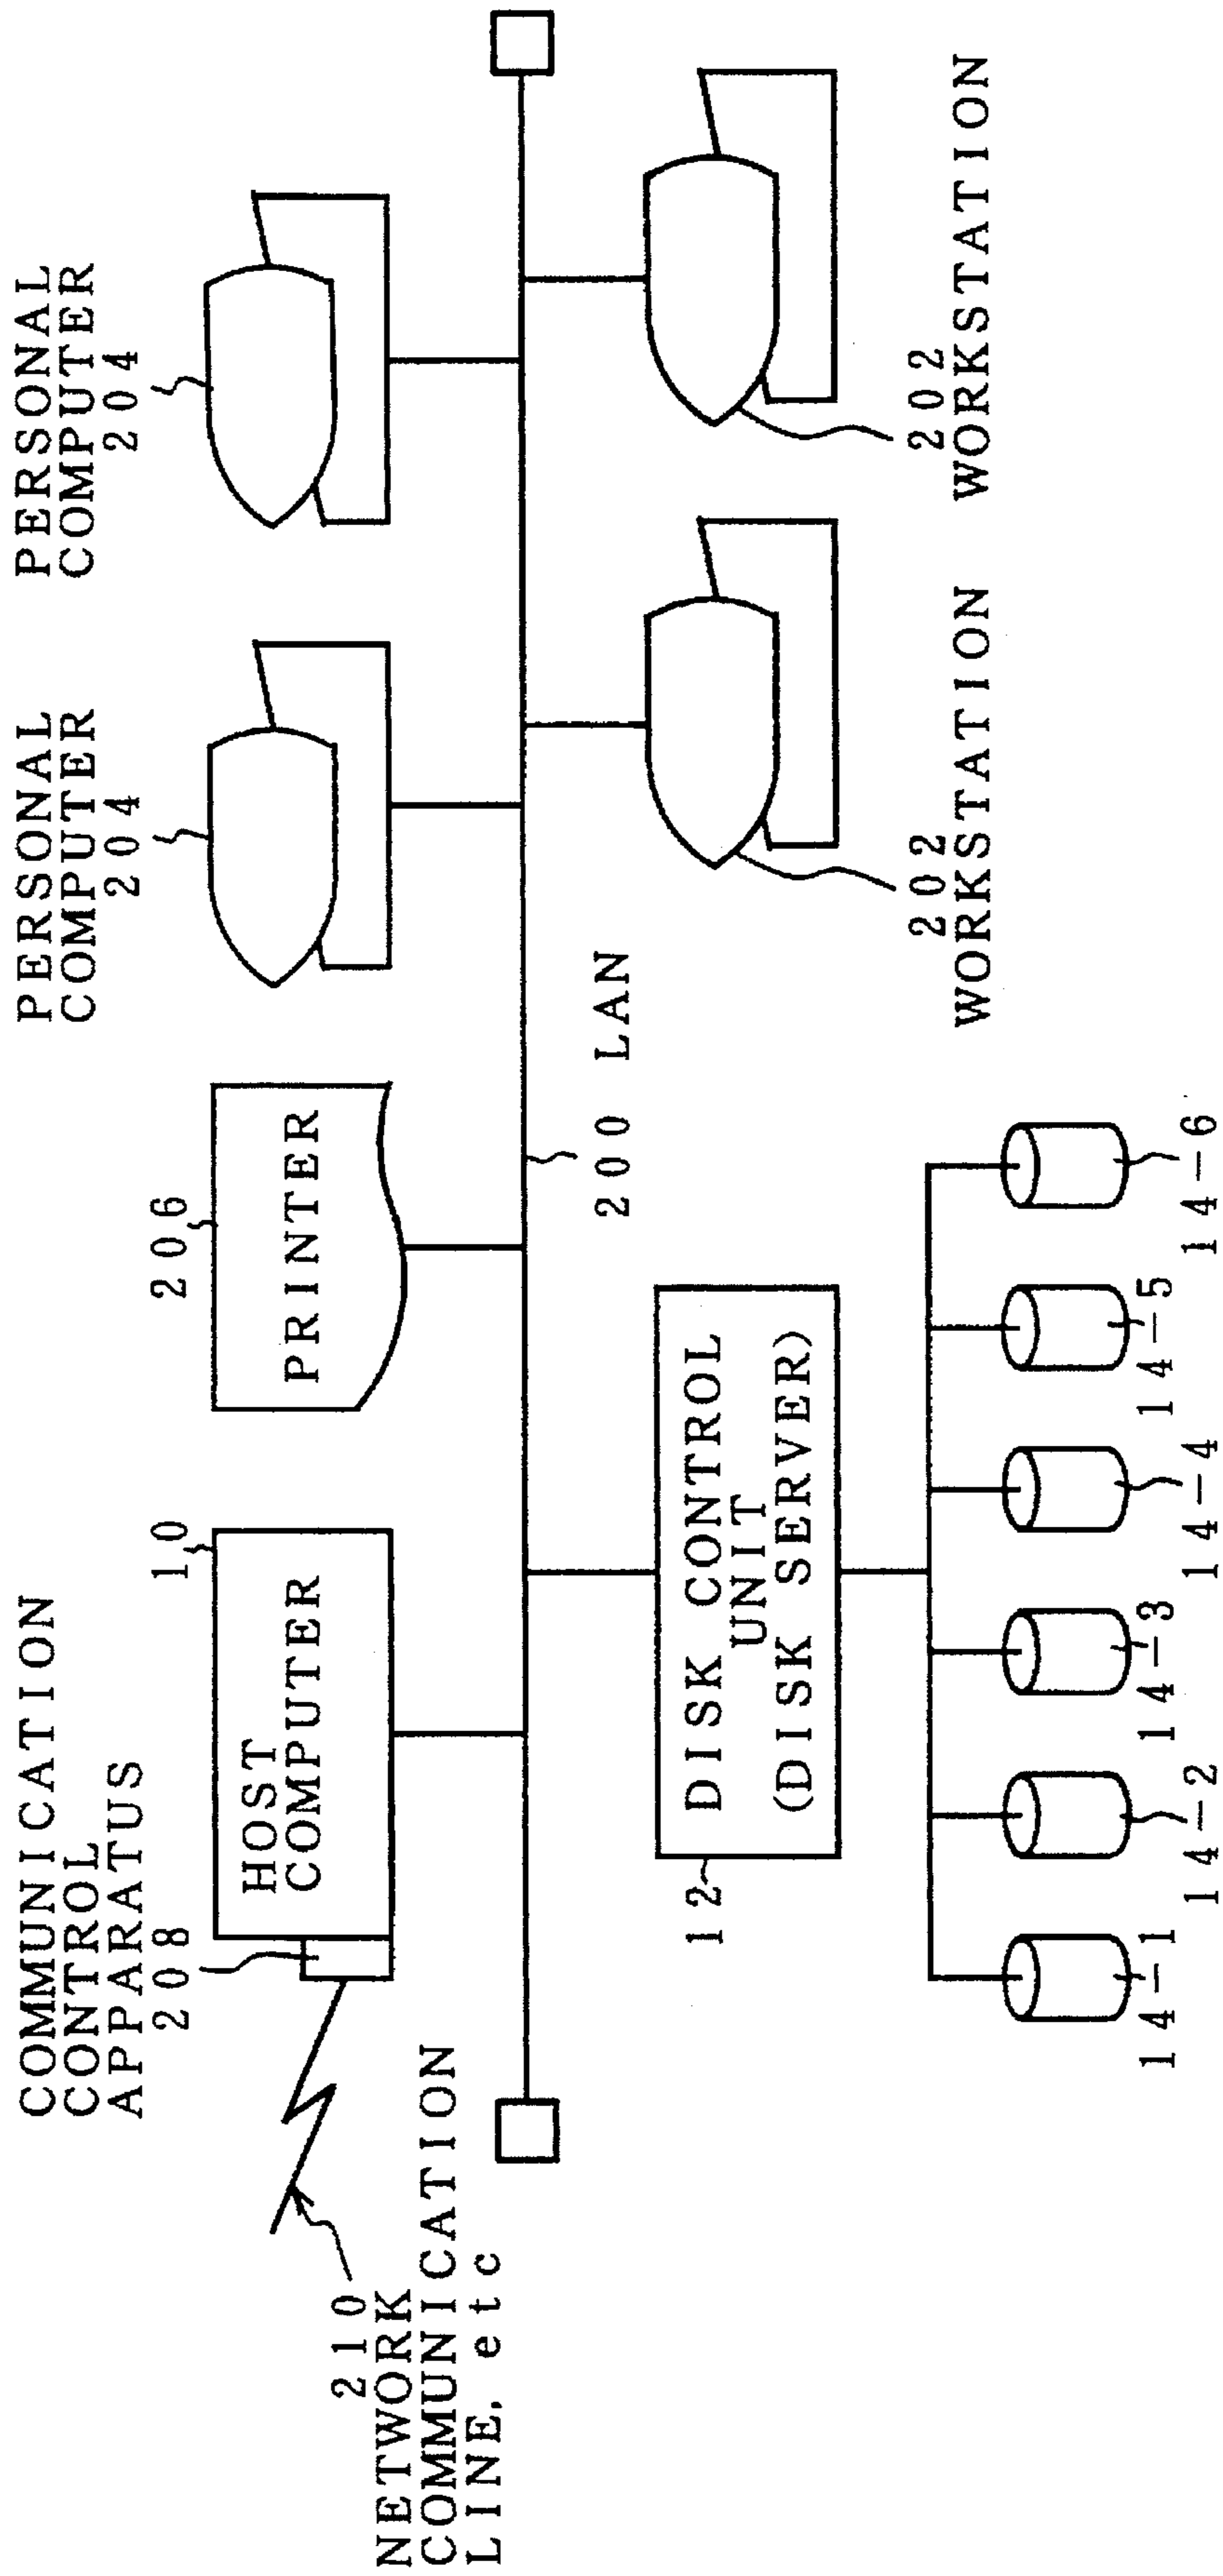 COMMUNICATION
CONTROL
APPARATUS
208
10
HOST
COMPUTER
206
PRINTER
PERSONAL
COMPUTER
204
PERSONAL
COMPUTER
204
210
NETWORK
COMMUNICATION
LINE, etc
200 LAN
12
DISK CONTROL
UNIT
(DISK SERVER)
202
WORKSTATION
202
WORKSTATION
14-1
14-2
14-3
14-4
14-5
14-6